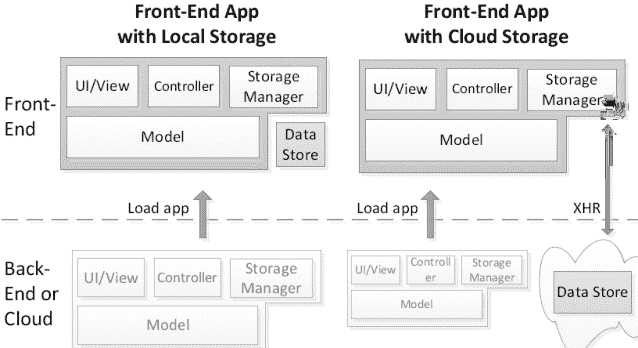 Front-End App
with Local Storage
Front-End App
with Cloud Storage
Front-
End
UI/View
Controller
Storage
Manager
Model
Data
Store
UI/View
Controller
Storage
Manager
Model
Load app
Load app
XHR
Back-
End or
Cloud
UI/View
Controller
Storage
Manager
Model
UI/View
Controll
er
Storage
Manager
Model
Data Store